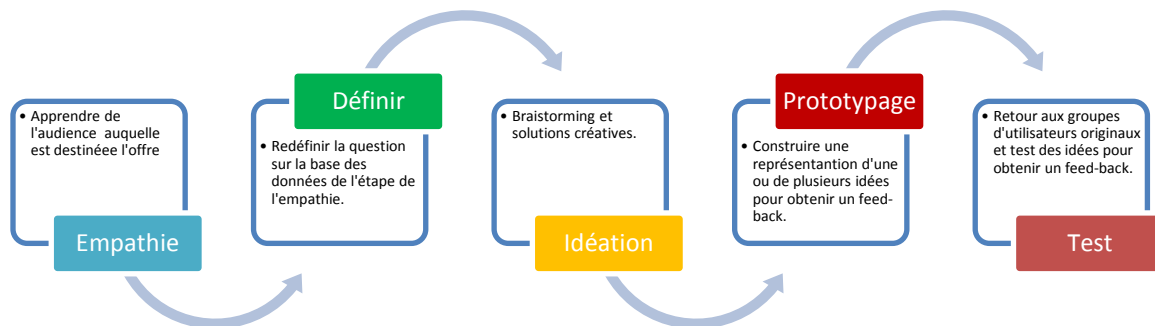 • Apprendre de
l'audience auquelle
est destinée l'offre
Empathie
Définir
• Redéfinir la question
sur la base des
données de l'étape de
l'empathie.
• Braistorming et
solutions créatives.
Idéation
Prototypage
• Construire une
représentantion d'une
ou de plusieurs idées
pour obtenir un feed-
back.
• Retour aux groupes
d'utilisateurs originaux
et test des idées pour
obtenir un feed-back.
Test